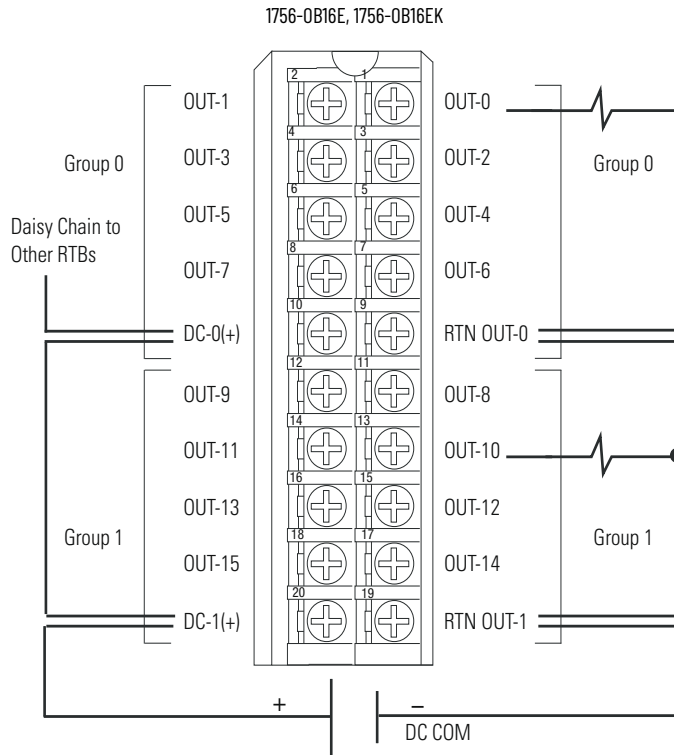 1756-OB16E, 1756-OB16EK
2 1
OUT-1 OUT-0
4 3
Group 0 OUT-3 OUT-2 Group 0
6 5
OUT-5 OUT-4
Daisy Chain to
Other RTBs
8 7
OUT-7 OUT-6
10 9
DC-0(+) RTN OUT-0
12 11
OUT-9 OUT-8
14 13
OUT-11 OUT-10
16 15
OUT-13 OUT-12
Group 1 Group 1
18 17
OUT-15 OUT-14
20 19
DC-1(+) RTN OUT-1
+ –
DC COM